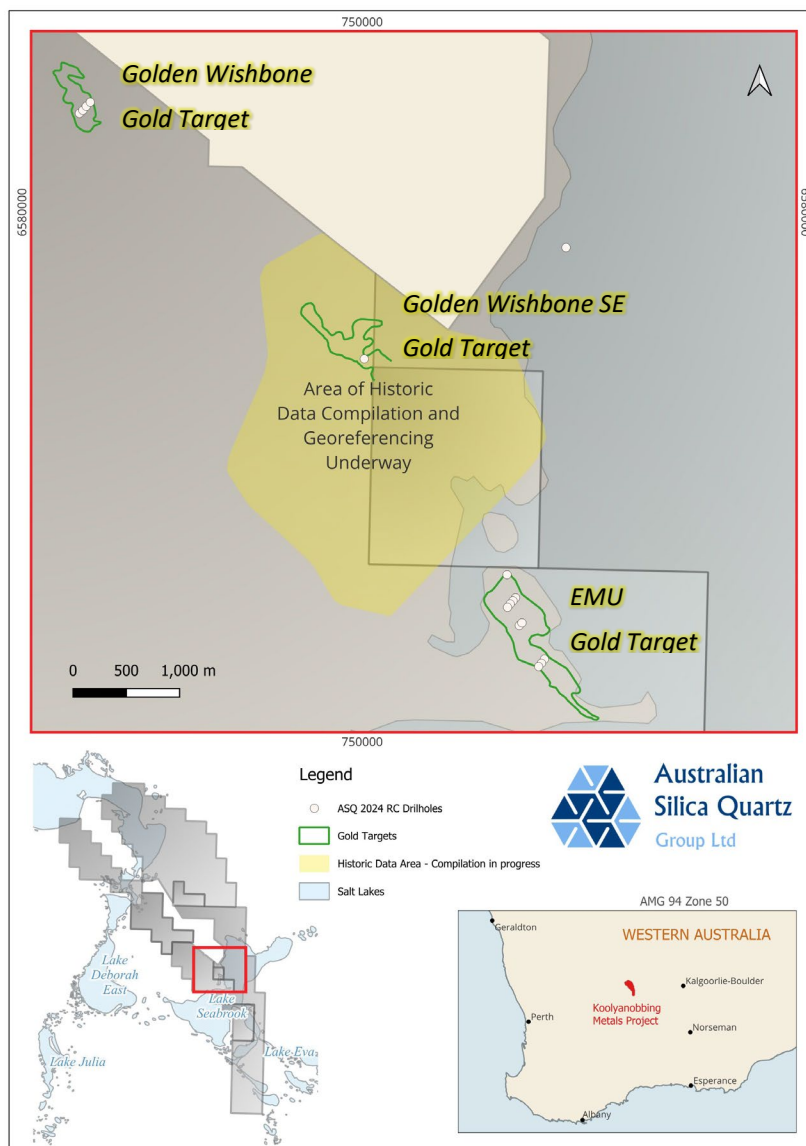 750000
Golden Wishbone
Gold Target
6580000
6580000
Golden Wishbone SE
Gold Target
Area of Historic
Data Compilation and
Georeferencing
Underway
EMU
Gold Target
0 500 1,000 m
750000
Legend
ASQ 2024 RC Drilholes
Gold Targets
Historic Data Area - Compilation in progress
Salt Lakes
Australian
Silica Quartz
Group Ltd
Lake
Deborah
East
Lake
Seabrook
Lake Julia
Lake Eva
AMG 94 Zone 50
Geraldton
WESTERN AUSTRALIA
Kalgoorlie-Boulder
Koolyanobbing
Metals Project
Perth
Norseman
Esperance
Albany